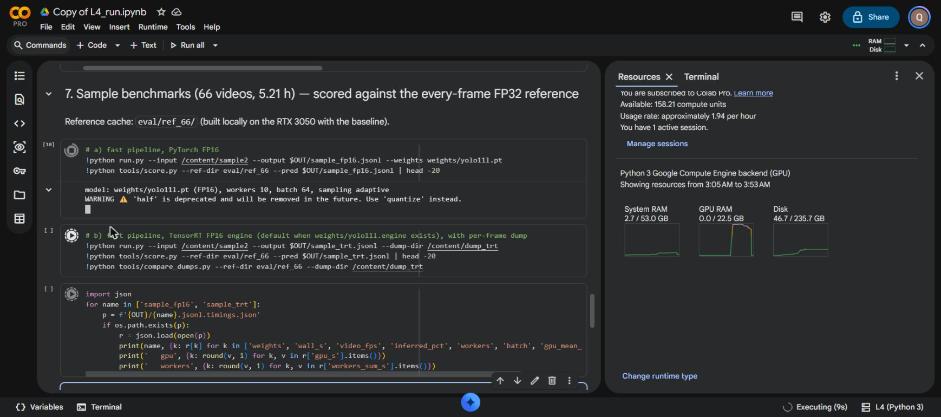 CO
PRO
Copy of L4_run.ipynb
File Edit View Insert Runtime Tools Help
Share
Q
Commands + Code + Text Run all
RAM
Disk
7. Sample benchmarks (66 videos, 5.21 h) — scored against the every-frame FP32 reference
Reference cache: eval/ref_66/ (built locally on the RTX 3050 with the baseline).
# a) fast pipeline, PyTorch FP16
!python run.py --input /content/sample2 --output $OUT/sample_fp16.jsonl --weights weights/yolo11l.pt
!python tools/score.py --ref-dir eval/ref_66 --pred $OUT/sample_fp16.jsonl | head -20
model: weights/yolo11l.pt (FP16), workers 10, batch 64, sampling adaptive
WARNING ⚠️ 'half' is deprecated and will be removed in the future. Use 'quantize' instead.
[ ]
# b) fast pipeline, TensorRT FP16 engine (default when weights/yolo11l.engine exists), with per-frame dump
!python run.py --input /content/sample2 --output $OUT/sample_trt.jsonl --dump-dir /content/dump_trt
!python tools/score.py --ref-dir eval/ref_66 --pred $OUT/sample_trt.jsonl | head -20
!python tools/compare_dumps.py --ref-dir eval/ref_66 --dump-dir /content/dump_trt
[ ]
import json
for name in ['sample_fp16', 'sample_trt']:
p = f'{OUT}/{name}.jsonl.timings.json'
if os.path.exists(p):
r = json.load(open(p))
print(name, {k: r[k] for k in ['weights', 'wall_s', 'video_fps', 'inferred_pct', 'workers', 'batch', 'gpu_mean_
print(' gpu', {k: round(v, 1) for k, v in r['gpu_s'].items()})
print(' workers', {k: round(v, 1) for k, v in r['workers_sum_s'].items()})
Resources Terminal
You are subscribed to Colab Pro. Learn more
Available: 158.21 compute units
Usage rate: approximately 1.94 per hour
You have 1 active session.
Manage sessions
Python 3 Google Compute Engine backend (GPU)
Showing resources from 3:05 AM to 3:53 AM
System RAM GPU RAM Disk
2.7 / 53.0 GB 0.0 / 22.5 GB 46.7 / 235.7 GB
Change runtime type
Variables Terminal
Executing (9s) L4 (Python 3)